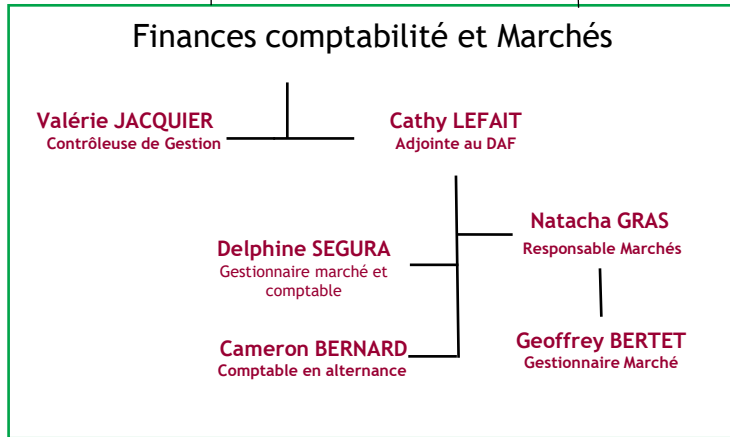 Finances comptabilité et Marchés
Valérie JACQUIER
Contrôleuse de Gestion
Cathy LEFAIT
Adjointe au DAF
Natacha GRAS
Responsable Marchés
Delphine SEGURA
Gestionnaire marché et
comptable
Geoffrey BERTET
Gestionnaire Marché
Cameron BERNARD
Comptable en alternance